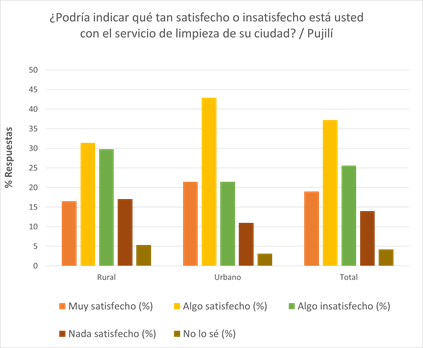 ¿Podría indicar qué tan satisfecho o insatisfecho está usted
con el servicio de limpieza de su ciudad? / Pujilí
50
45
40
35
30
25
20
15
10
5
0
% Respuestas
Rural Urbano Total
Muy satisfecho (%) Algo satisfecho (%) Algo insatisfecho (%)
Nada satisfecho (%) No lo sé (%)